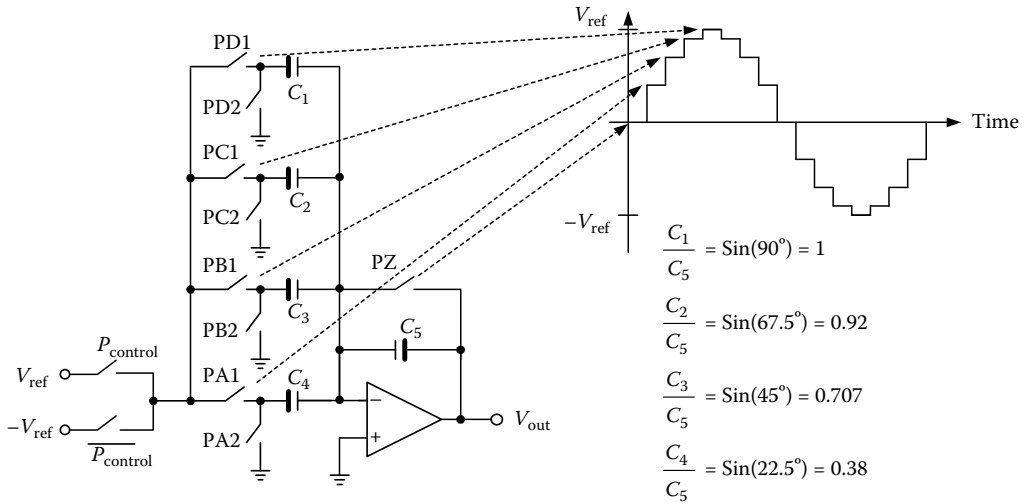 PD1
C1
PD2
PC1
C2
PC2
PB1
C3
PB2
PZ
C5
Pcontrol
Vref
PA1
C4
−Vref
Pcontrol
PA2
−
+
Vout
Vref
Time
−Vref
C1/C5 = Sin(90°) = 1
C2/C5 = Sin(67.5°) = 0.92
C3/C5 = Sin(45°) = 0.707
C4/C5 = Sin(22.5°) = 0.38